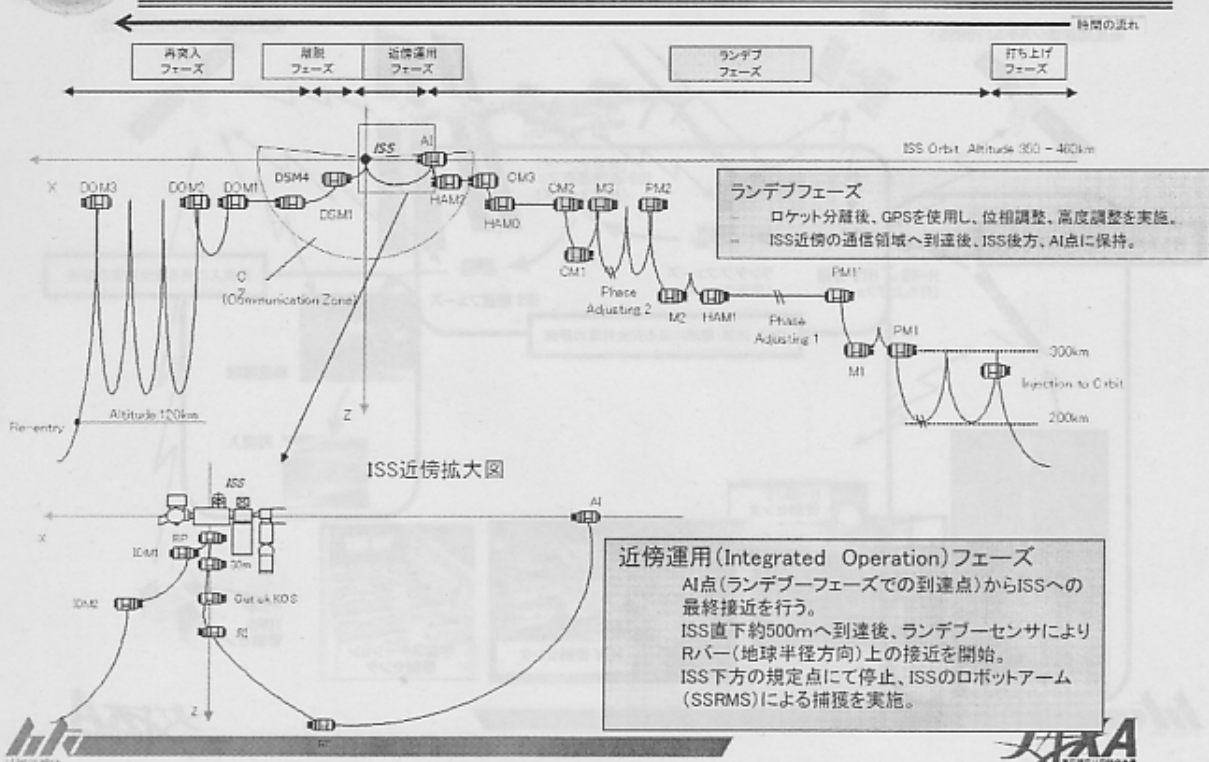 時間の流れ
再突入
フェーズ
離脱
フェーズ
近傍運用
フェーズ
ランデブ
フェーズ
打ち上げ
フェーズ
ISS
AI
ISS Orbit Altitude 350 - 460km
X
DOM3
DOM2
DOM1
DSM4
DSM1
HAM2
CM3
HAM0
CM2
M3
PM2
CM1
Phase
Adjusting 2
M2
HAM1
Phase
Adjusting 1
PM1
M1
PM1
300km
Injection to Orbit
200km
(Communication Zone)
Z
Re-entry
Altitude 120km
ランデブフェーズ
ロケット分離後、GPSを使用し、位相調整、高度調整を実施。
ISS近傍の通信領域へ到達後、ISS後方、AI点に保持。
ISS近傍拡大図
ISS
AI
X
BP
IDM1
30m
IDM2
RI
Z
近傍運用(Integrated Operation)フェーズ
AI点(ランデブーフェーズでの到達点)からISSへの
最終接近を行う。
ISS直下約500mへ到達後、ランデブーセンサにより
Rバー(地球半径方向)上の接近を開始。
ISS下方の規定点にて停止、ISSのロボットアーム
(SSRMS)による捕獲を実施。
JAXA